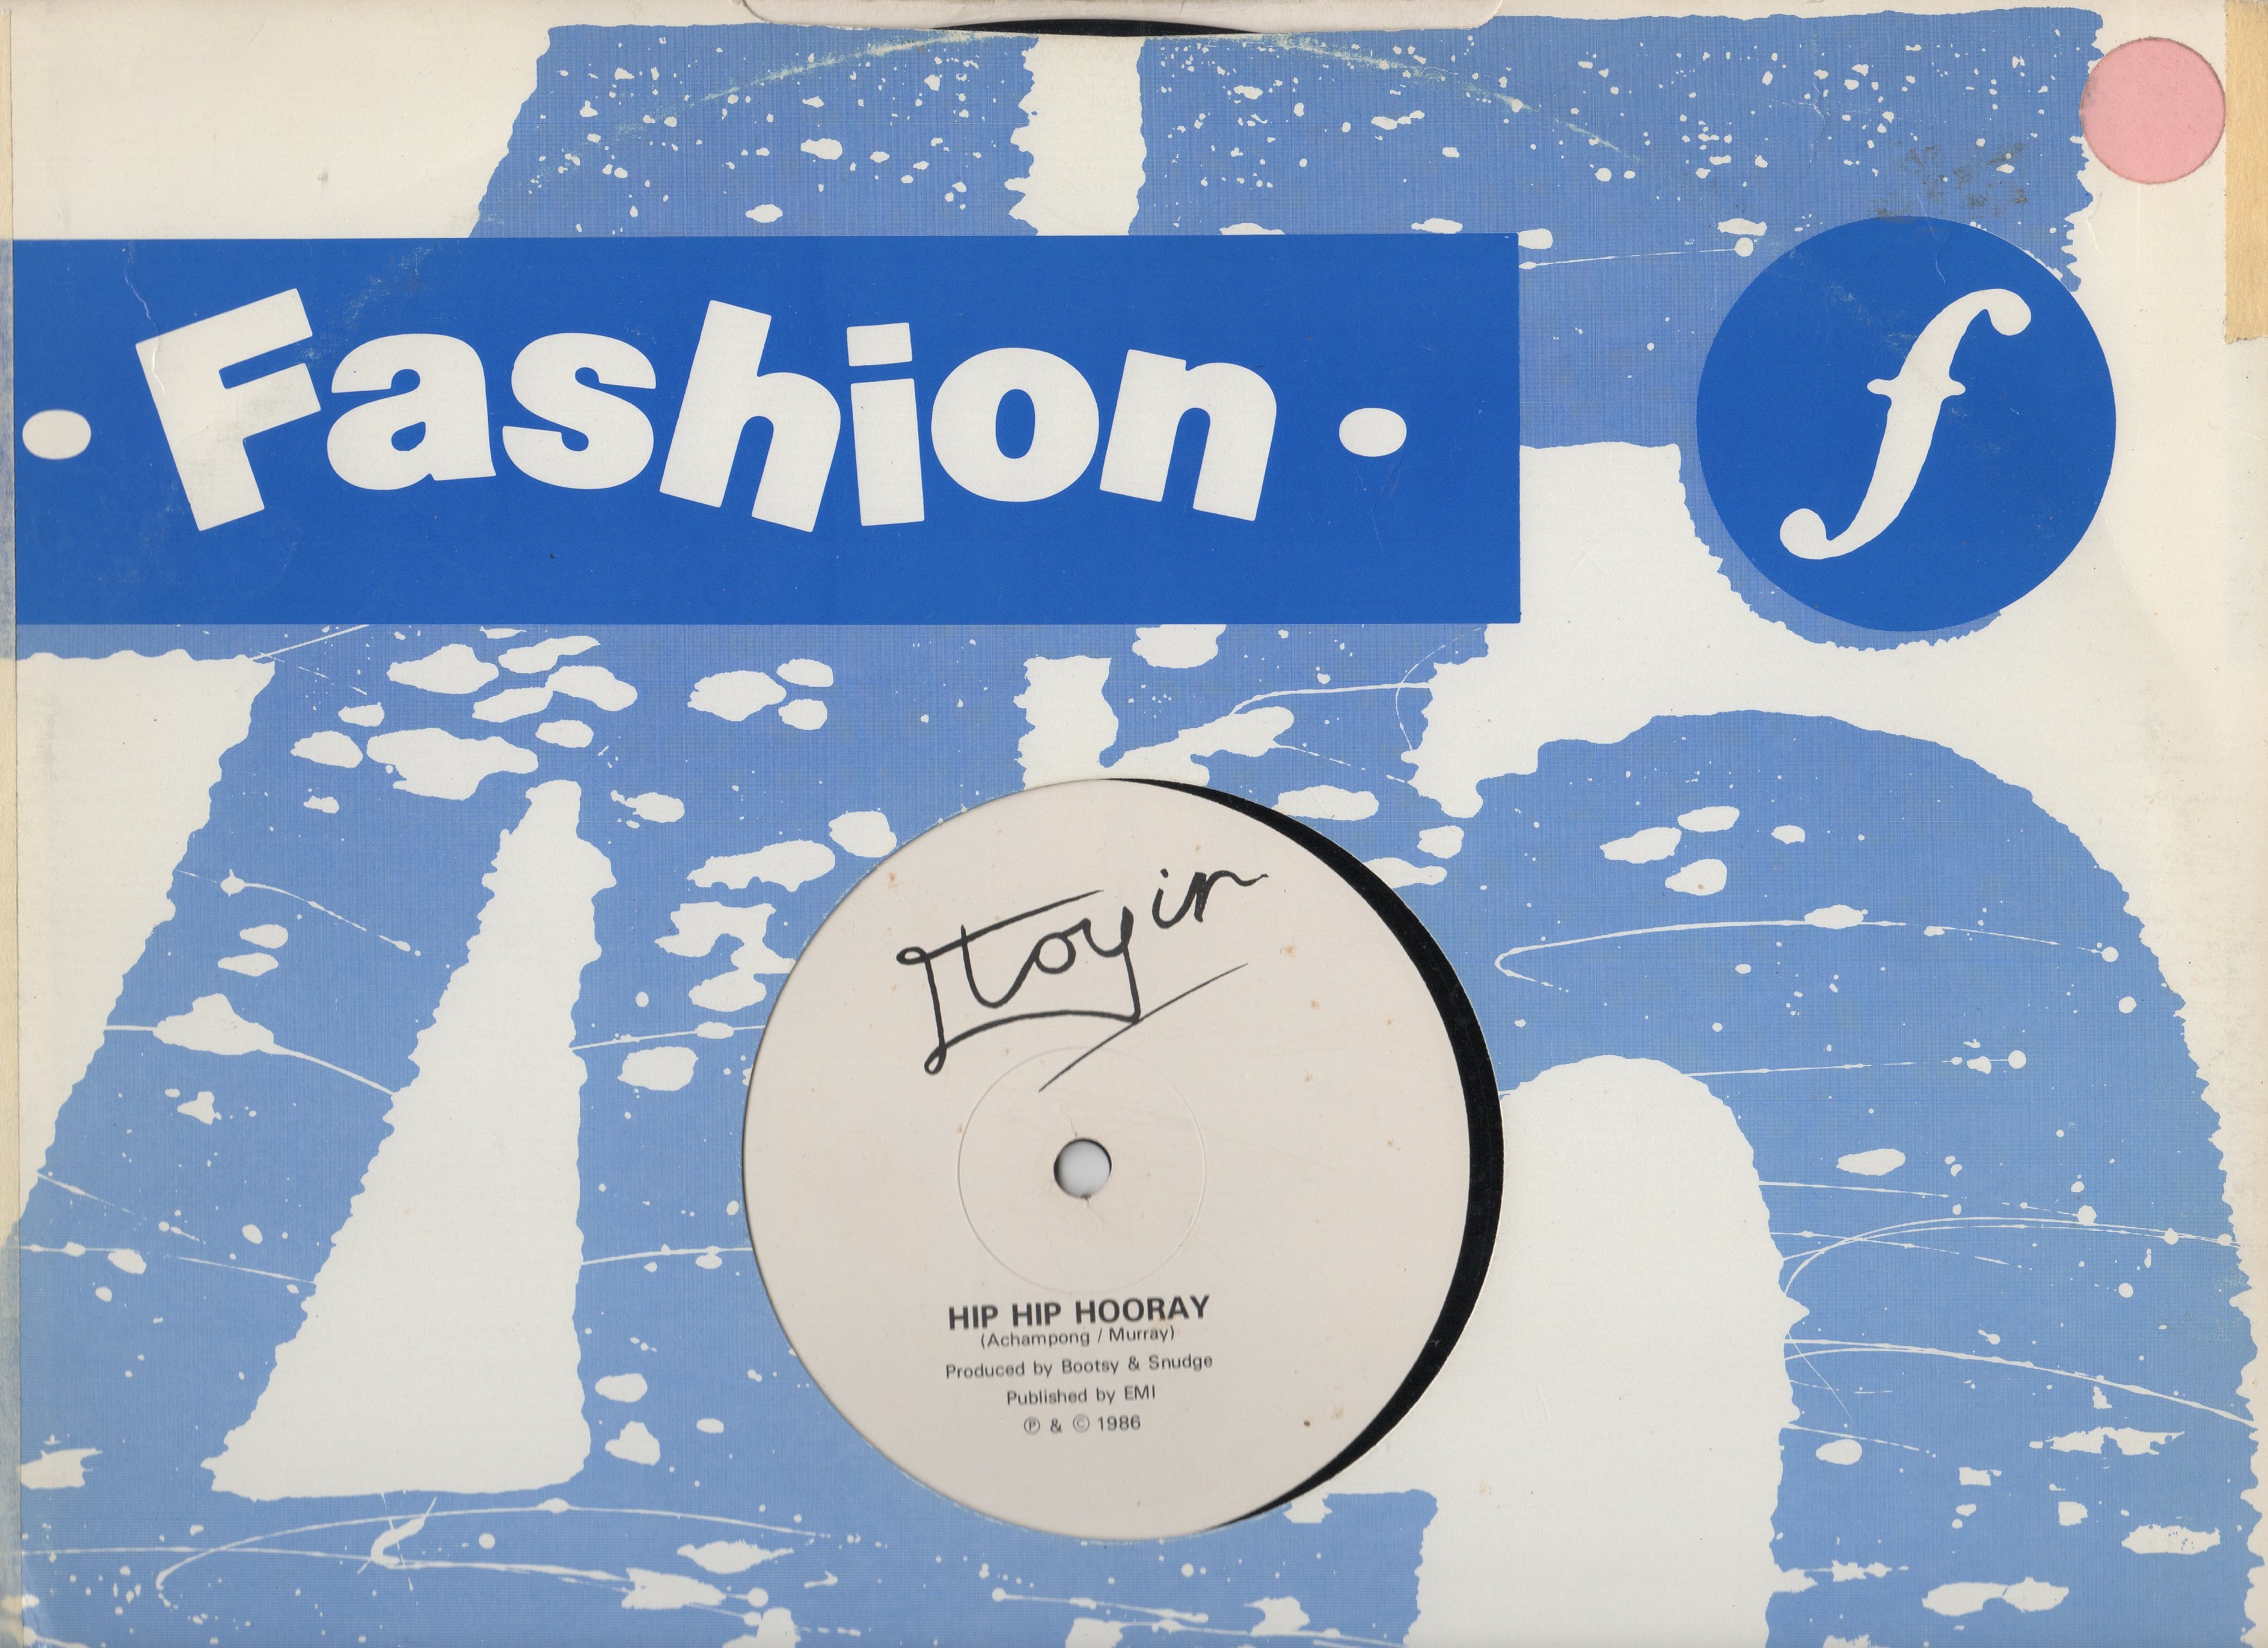 • Fashion •
f
Toyin
HIP HIP HOORAY
(Achampong / Murray)
Produced by Bootsy & Snudge
Published by EMI
℗ & © 1986